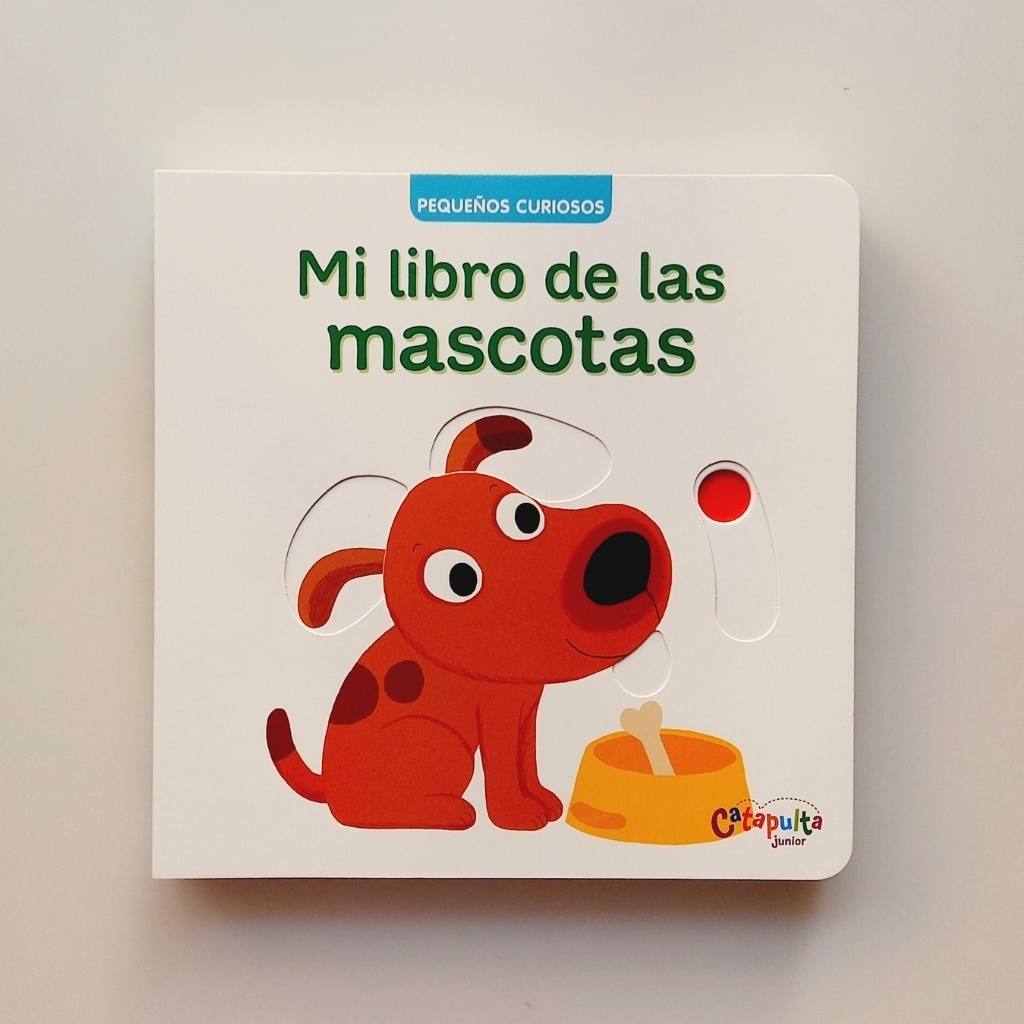 PEQUEÑOS CURIOSOS
Mi libro de las
mascotas
Catapulta
junior